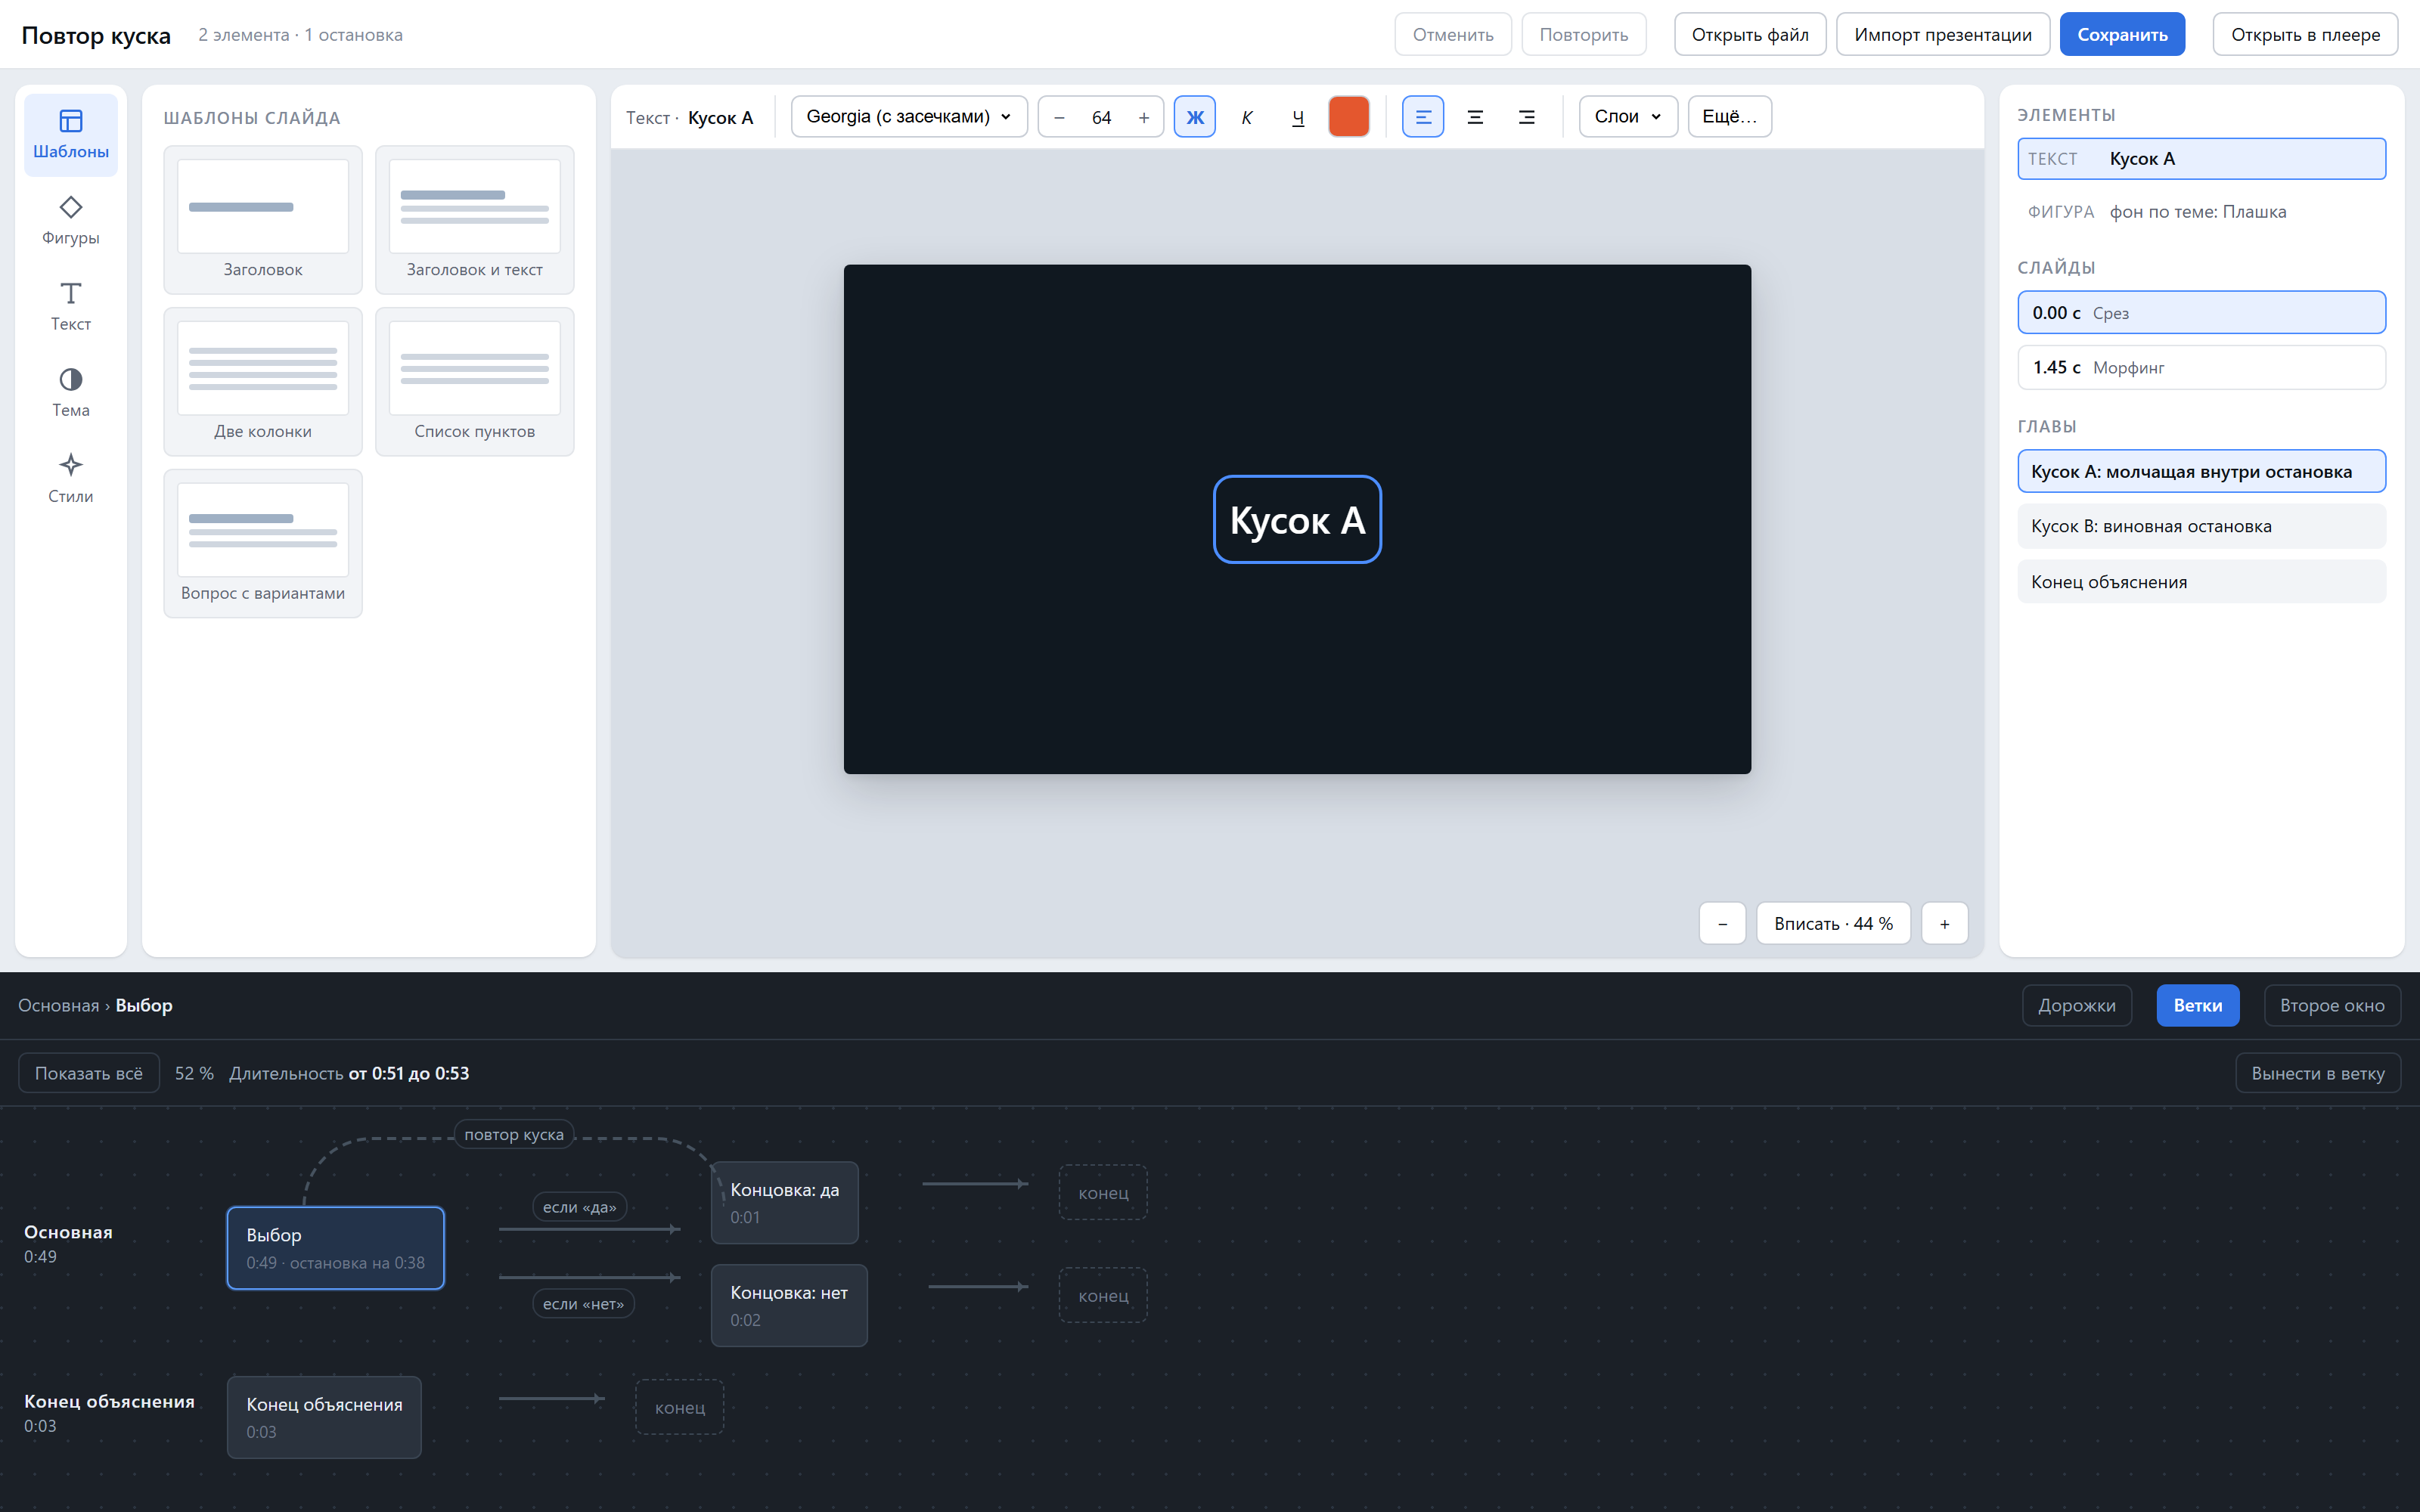 Повтор куска
2 элемента · 1 остановка
Отменить
Повторить
Открыть файл
Импорт презентации
Сохранить
Открыть в плеере
Шаблоны
Фигуры
Текст
Тема
Стили
ШАБЛОНЫ СЛАЙДА
Заголовок
Заголовок и текст
Две колонки
Список пунктов
Вопрос с вариантами
Текст · Кусок А
Georgia (с засечками)
− 64 +
Ж
К
Ч
Слои
Ещё…
Кусок А
− Вписать · 44 % +
ЭЛЕМЕНТЫ
ТЕКСТ Кусок А
ФИГУРА фон по теме: Плашка
СЛАЙДЫ
0.00 с Срез
1.45 с Морфинг
ГЛАВЫ
Кусок А: молчащая внутри остановка
Кусок В: виновная остановка
Конец объяснения
Основная › Выбор
Дорожки
Ветки
Второе окно
Показать всё
52 %
Длительность от 0:51 до 0:53
Вынести в ветку
повтор куска
Основная
0:49
Выбор
0:49 · остановка на 0:38
если «да»
Концовка: да
0:01
конец
если «нет»
Концовка: нет
0:02
конец
Конец объяснения
0:03
Конец объяснения
0:03
конец